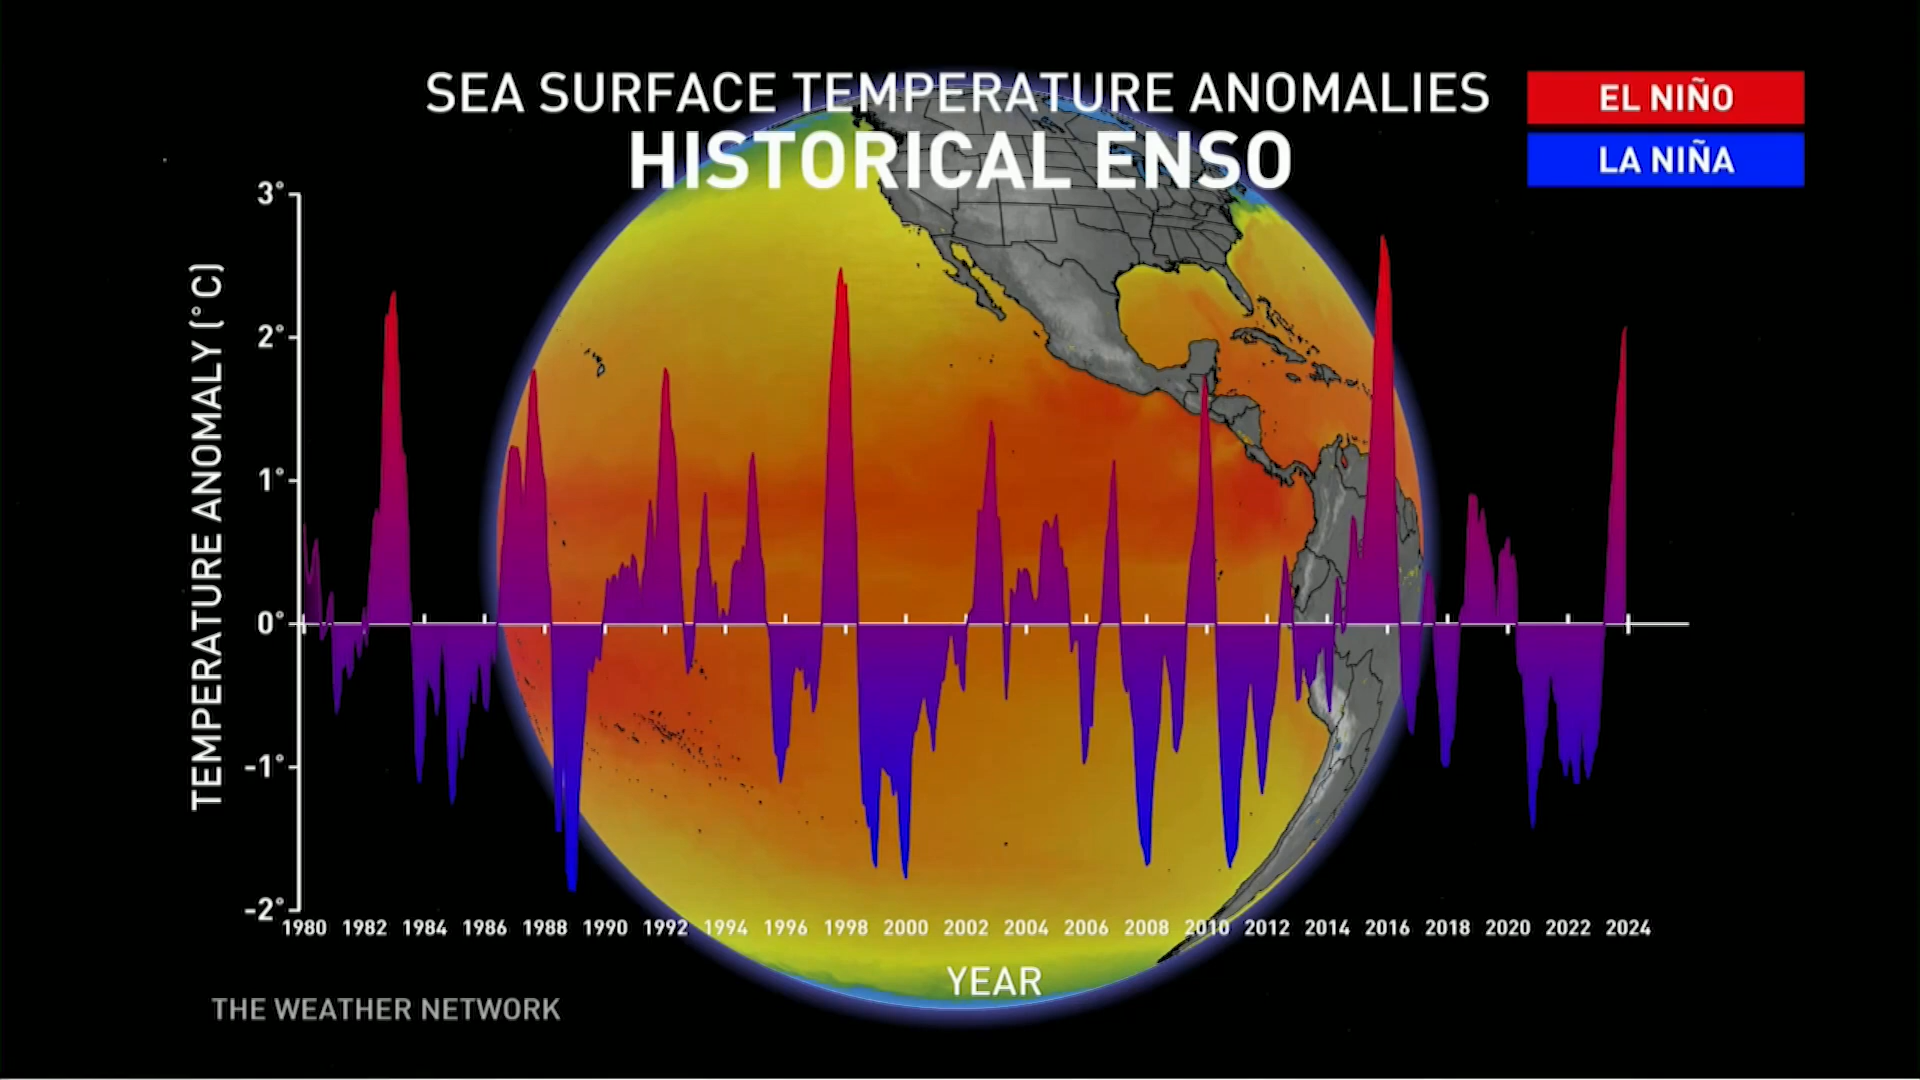 SEA SURFACE TEMPERATURE ANOMALIES
HISTORICAL ENSO
EL NIÑO
LA NIÑA
TEMPERATURE ANOMALY (°C)
3°
2°
1°
0°
-1°
-2°
1980 1982 1984 1986 1988 1990 1992 1994 1996 1998 2000 2002 2004 2006 2008 2010 2012 2014 2016 2018 2020 2022 2024
YEAR
THE WEATHER NETWORK